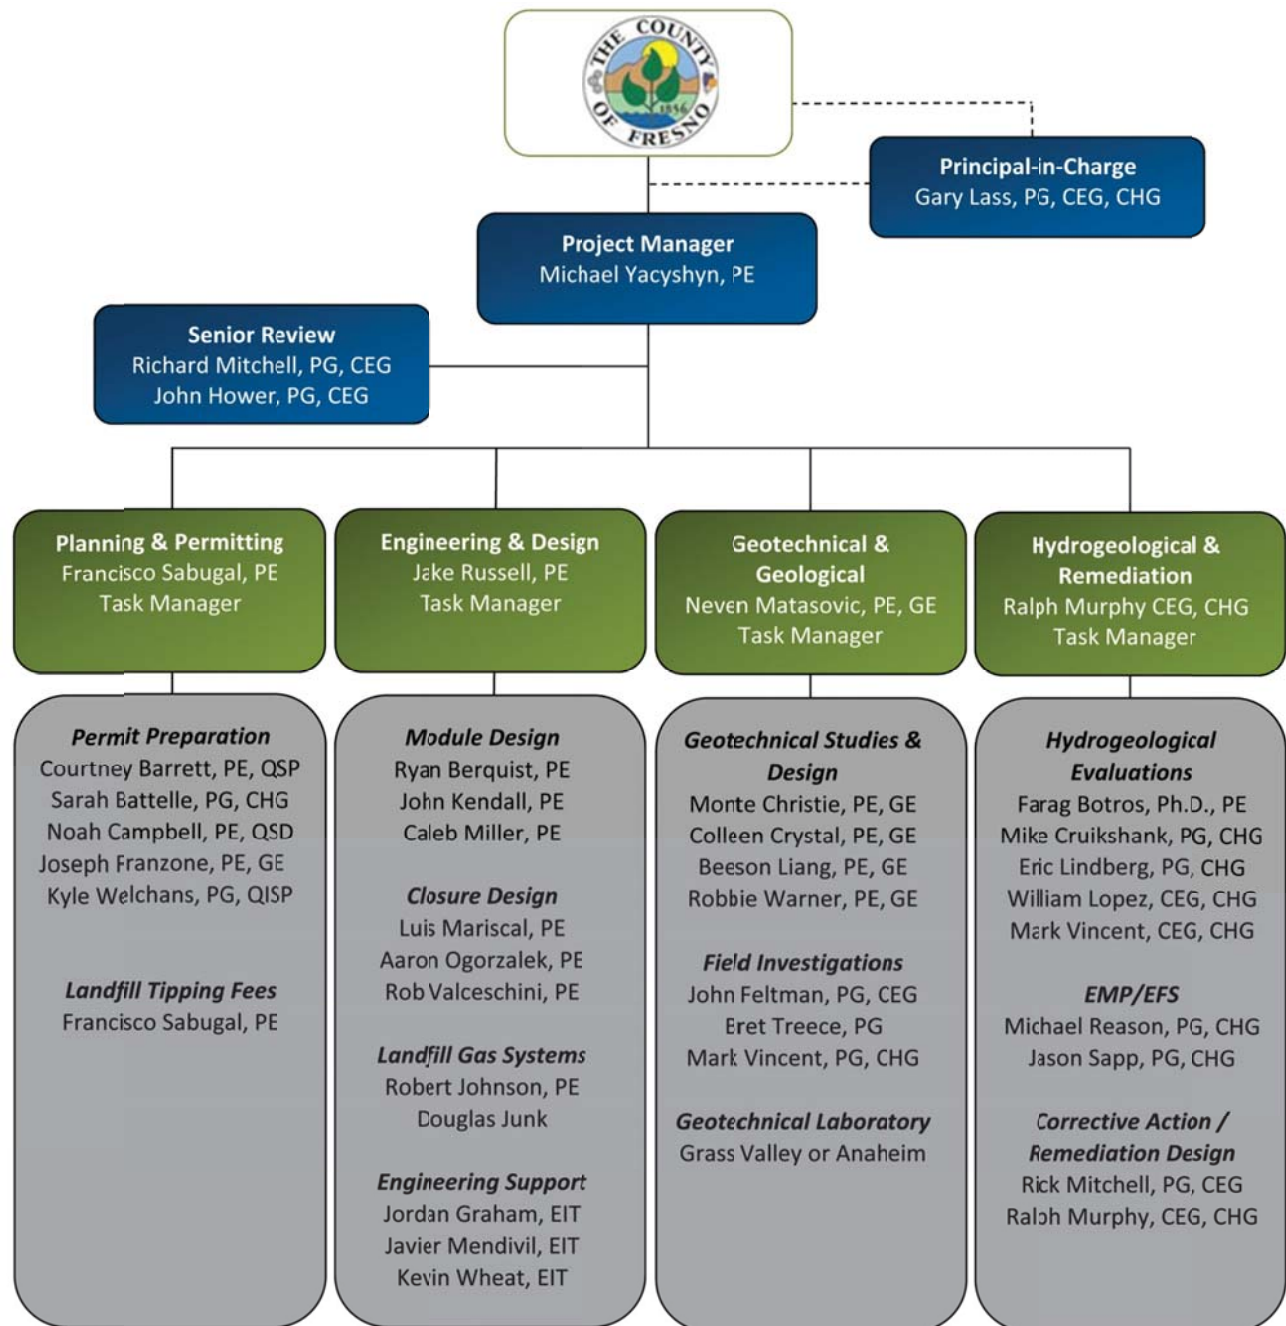 THE COUNTY
OF FRESNO
1856
Principal-in-Charge
Gary Lass, PG, CEG, CHG
Project Manager
Michael Yacyshyn, PE
Senior Review
Richard Mitchell, PG, CEG
John Hower, PG, CEG
Planning & Permitting
Francisco Sabugal, PE
Task Manager
Engineering & Design
Jake Russell, PE
Task Manager
Geotechnical &
Geological
Neven Matasovic, PE, GE
Task Manager
Hydrogeological &
Remediation
Ralph Murphy CEG, CHG
Task Manager
Permit Preparation
Courtney Barrett, PE, QSP
Sarah Battelle, PG, CHG
Noah Campbell, PE, QSD
Joseph Franzone, PE, GE
Kyle Welchans, PG, QISP
Landfill Tipping Fees
Francisco Sabugal, PE
Module Design
Ryan Berquist, PE
John Kendall, PE
Caleb Miller, PE
Closure Design
Luis Mariscal, PE
Aaron Ogorzalek, PE
Rob Valceschini, PE
Landfill Gas Systems
Robert Johnson, PE
Douglas Junk
Engineering Support
Jordan Graham, EIT
Javier Mendivil, EIT
Kevin Wheat, EIT
Geotechnical Studies &
Design
Monte Christie, PE, GE
Colleen Crystal, PE, GE
Beeson Liang, PE, GE
Robbie Warner, PE, GE
Field Investigations
John Feltman, PG, CEG
Bret Treece, PG
Mark Vincent, PG, CHG
Geotechnical Laboratory
Grass Valley or Anaheim
Hydrogeological
Evaluations
Farag Botros, Ph.D., PE
Mike Cruikshank, PG, CHG
Eric Lindberg, PG, CHG
William Lopez, CEG, CHG
Mark Vincent, CEG, CHG
EMP/EFS
Michael Reason, PG, CHG
Jason Sapp, PG, CHG
Corrective Action /
Remediation Design
Rick Mitchell, PG, CEG
Ralph Murphy, CEG, CHG